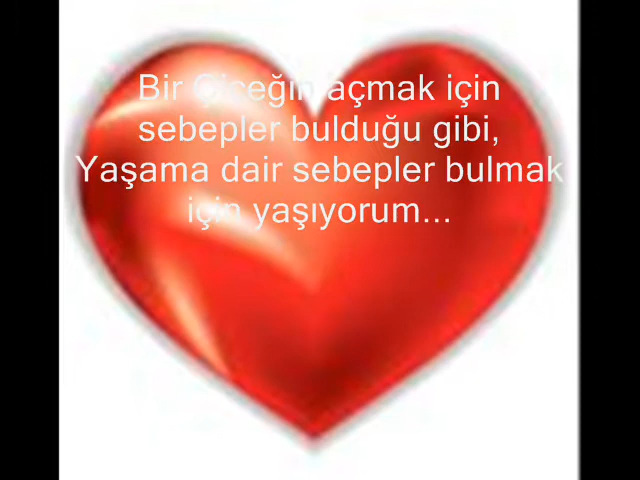 Bir Çiçeğin açmak için
sebepler bulduğu gibi,
Yaşama dair sebepler bulmak
için yaşıyorum...